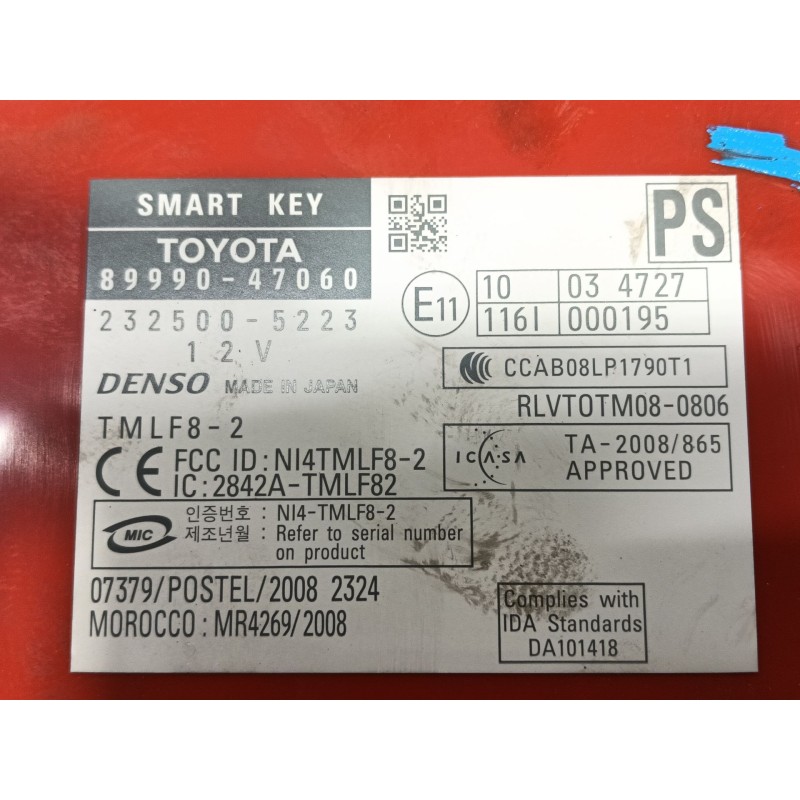 SMART KEY
TOYOTA
89990-47060
232500-5223
12V
DENSO MADE IN JAPAN
TMLF8-2
CE FCC ID: NI4TMLF8-2
IC: 2842A-TMLF82
MIC
인증번호 : NI4-TMLF8-2
제조년월 : Refer to serial number
on product
07379/POSTEL/2008 2324
MOROCCO: MR4269/2008
PS
E11
10 03 4727
116I 000195
CCAB08LP1790T1
RLVTOTM08-0806
ICASA
TA-2008/865
APPROVED
Complies with
IDA Standards
DA101418